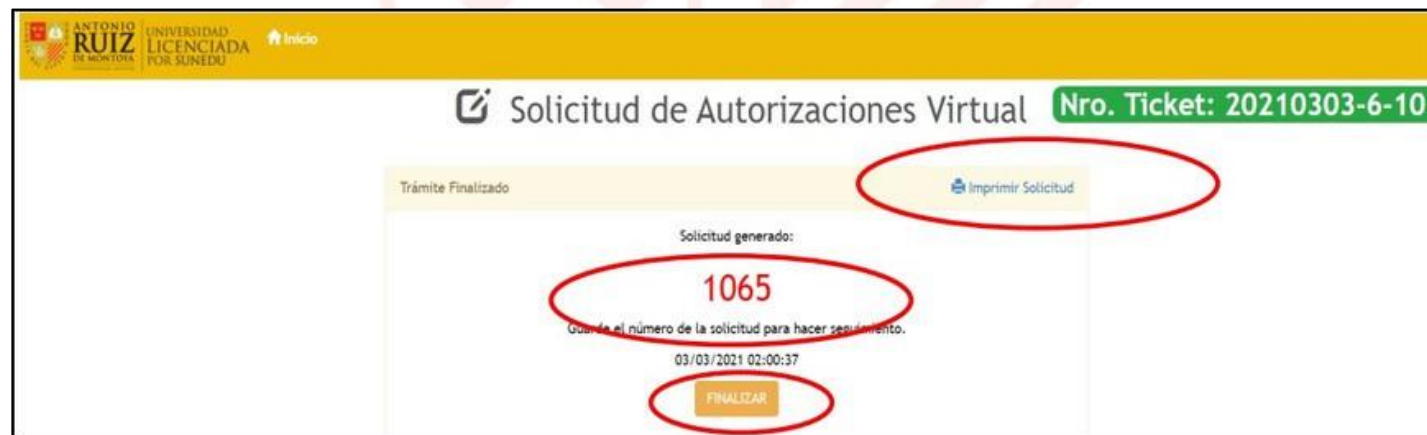 ANTONIO
RUIZ
DE MONTOYA
UNIVERSIDAD
LICENCIADA
POR SUNEDU
Inicio
Solicitud de Autorizaciones Virtual
Nro. Ticket: 20210303-6-10
Trámite Finalizado
Imprimir Solicitud
Solicitud generado:
1065
Guarde el número de la solicitud para hacer seguimiento.
03/03/2021 02:00:37
FINALIZAR